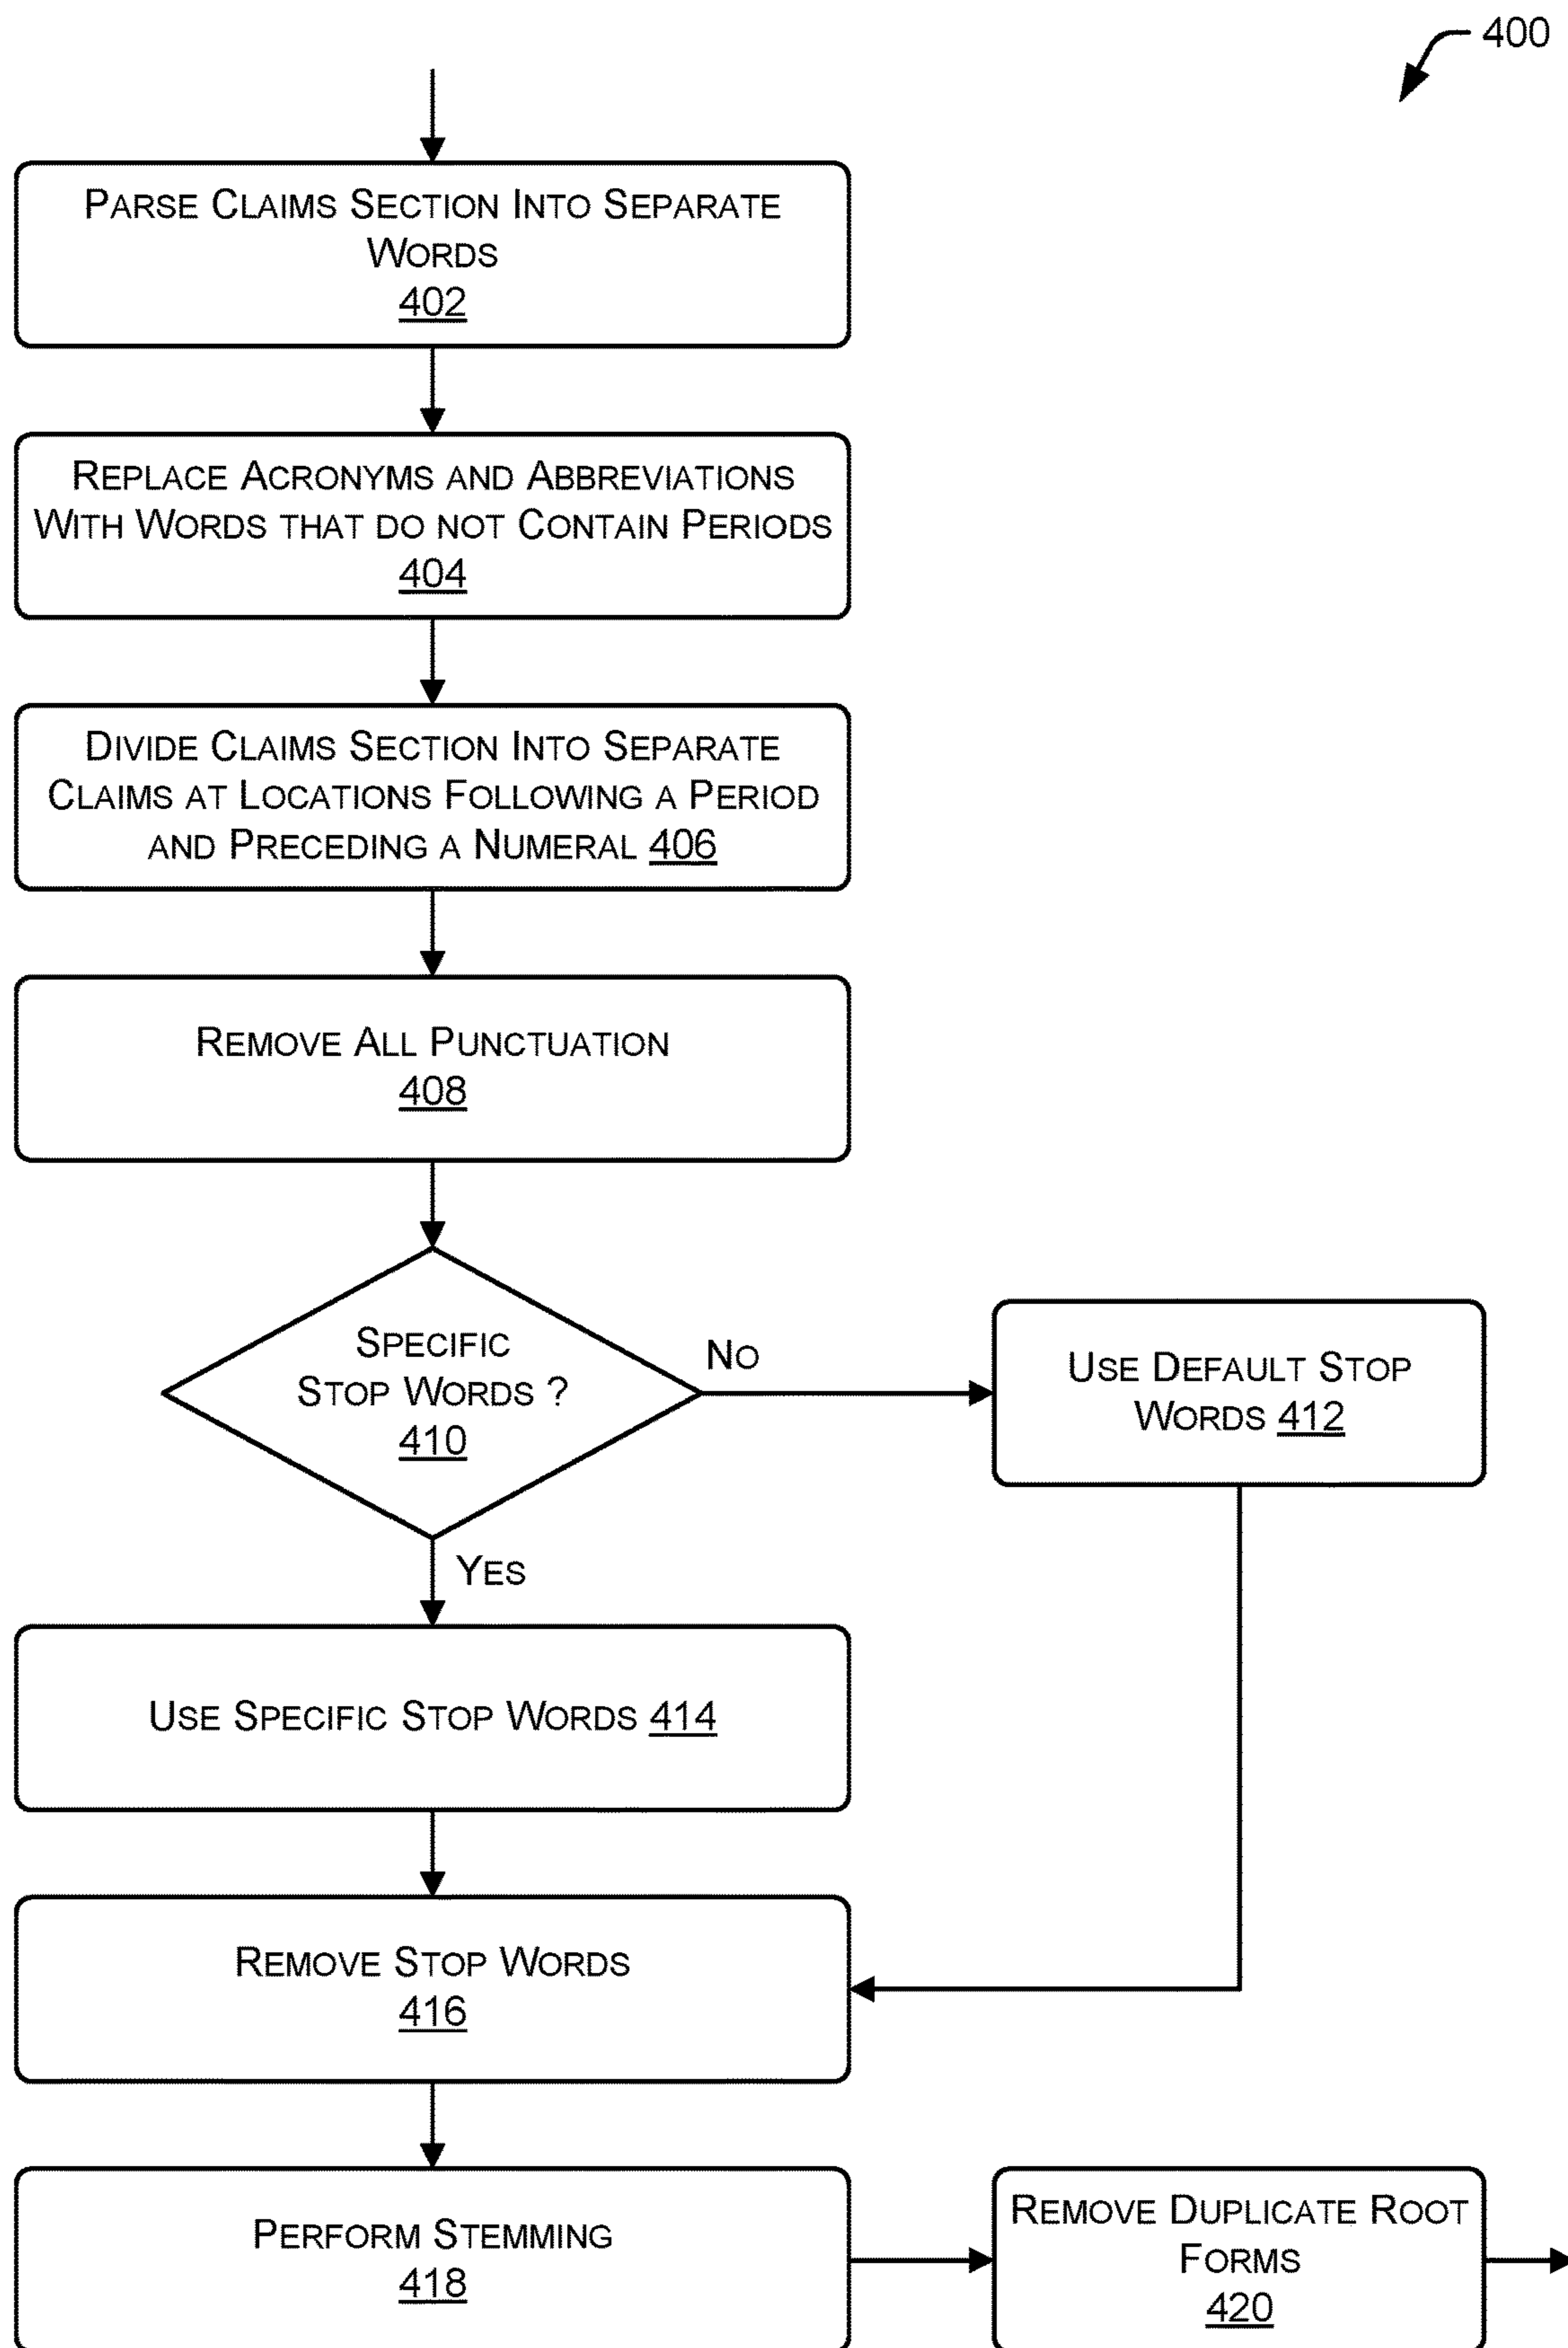 400
PARSE CLAIMS SECTION INTO SEPARATE
WORDS
402
REPLACE ACRONYMS AND ABBREVIATIONS
WITH WORDS THAT DO NOT CONTAIN PERIODS
404
DIVIDE CLAIMS SECTION INTO SEPARATE
CLAIMS AT LOCATIONS FOLLOWING A PERIOD
AND PRECEDING A NUMERAL 406
REMOVE ALL PUNCTUATION
408
SPECIFIC
STOP WORDS ?
410
NO
USE DEFAULT STOP
WORDS 412
YES
USE SPECIFIC STOP WORDS 414
REMOVE STOP WORDS
416
PERFORM STEMMING
418
REMOVE DUPLICATE ROOT
FORMS
420